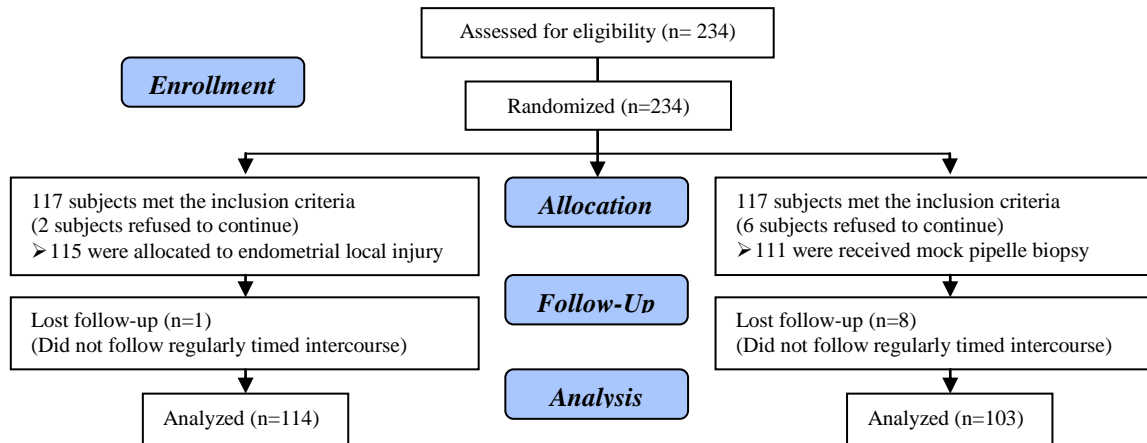 Assessed for eligibility (n= 234)
Enrollment
Randomized (n=234)
117 subjects met the inclusion criteria
(2 subjects refused to continue)
➢115 were allocated to endometrial local injury
Allocation
117 subjects met the inclusion criteria
(6 subjects refused to continue)
➢111 were received mock pipelle biopsy
Follow-Up
Lost follow-up (n=1)
(Did not follow regularly timed intercourse)
Lost follow-up (n=8)
(Did not follow regularly timed intercourse)
Analysis
Analyzed (n=114)
Analyzed (n=103)